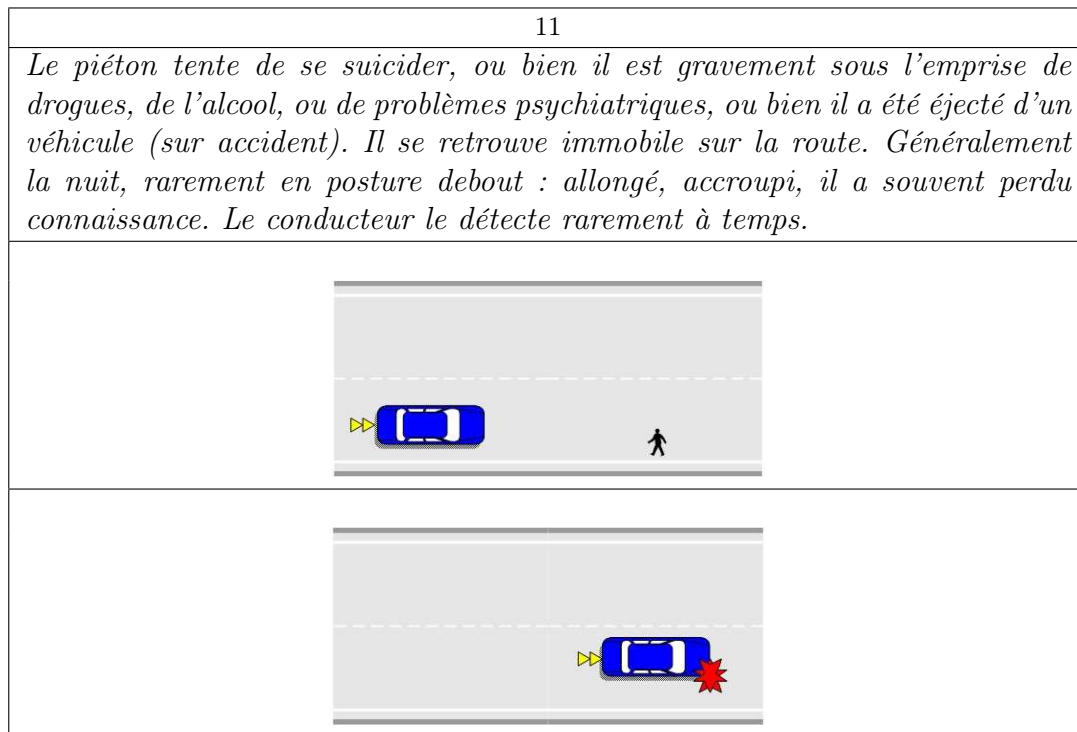 11
Le piéton tente de se suicider, ou bien il est gravement sous l'emprise de
drogues, de l'alcool, ou de problèmes psychiatriques, ou bien il a été éjecté d'un
véhicule (sur accident). Il se retrouve immobile sur la route. Généralement
la nuit, rarement en posture debout : allongé, accroupi, il a souvent perdu
connaissance. Le conducteur le détecte rarement à temps.